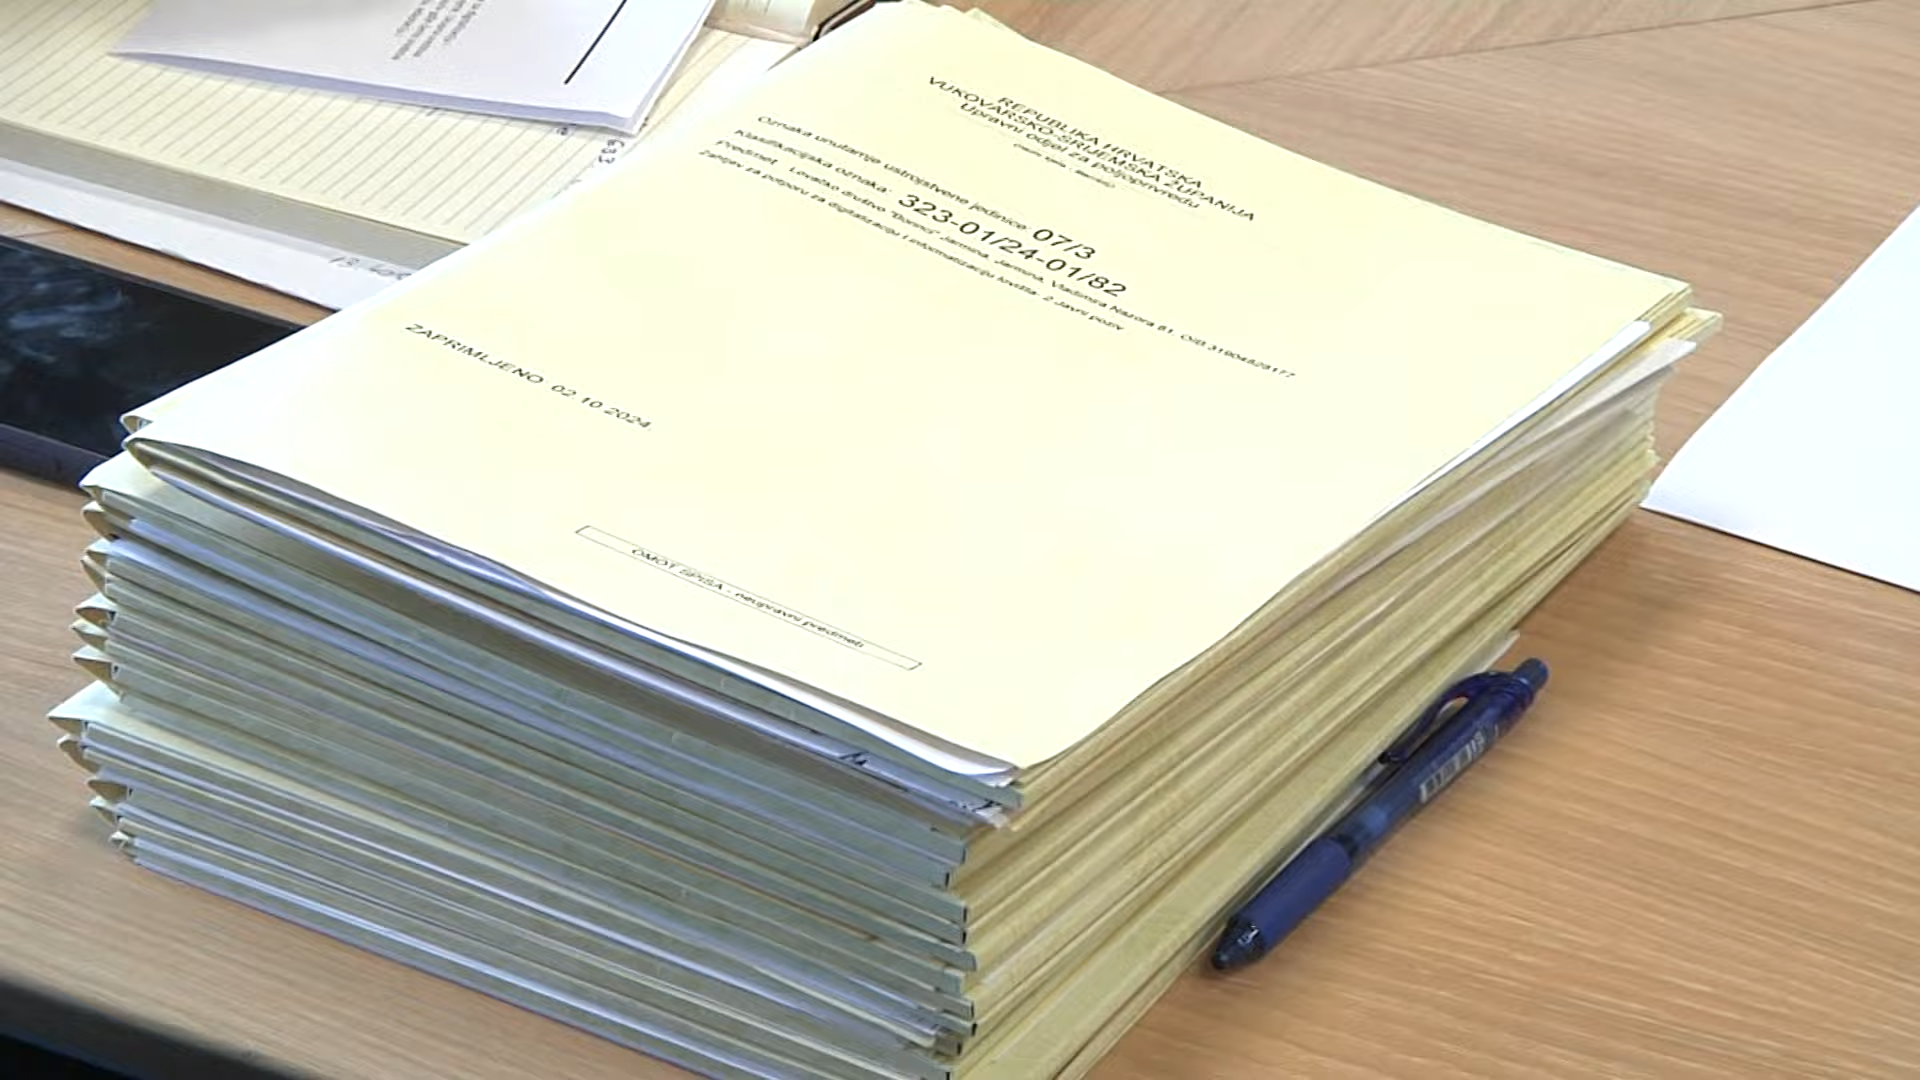 REPUBLIKA HRVATSKA
VUKOVARSKO-SRIJEMSKA ŽUPANIJA
Upravni odjel za poljoprivredu
Oznaka unutarnje ustrojstvene jedinice 07/3
Klasifikacijska oznaka: 323-01/24-01/82
Predmet Lovačko društvo "Borinci" Jarmina, Jarmina, Vladimira Nazora 81, OIB
Zahtjev za potporu za digitalizaciju i informatizaciju lovišta- 2 Javni poziv
ZAPRIMLJENO 02.10.2024.
OMOT SPISA - neupravni predmeti